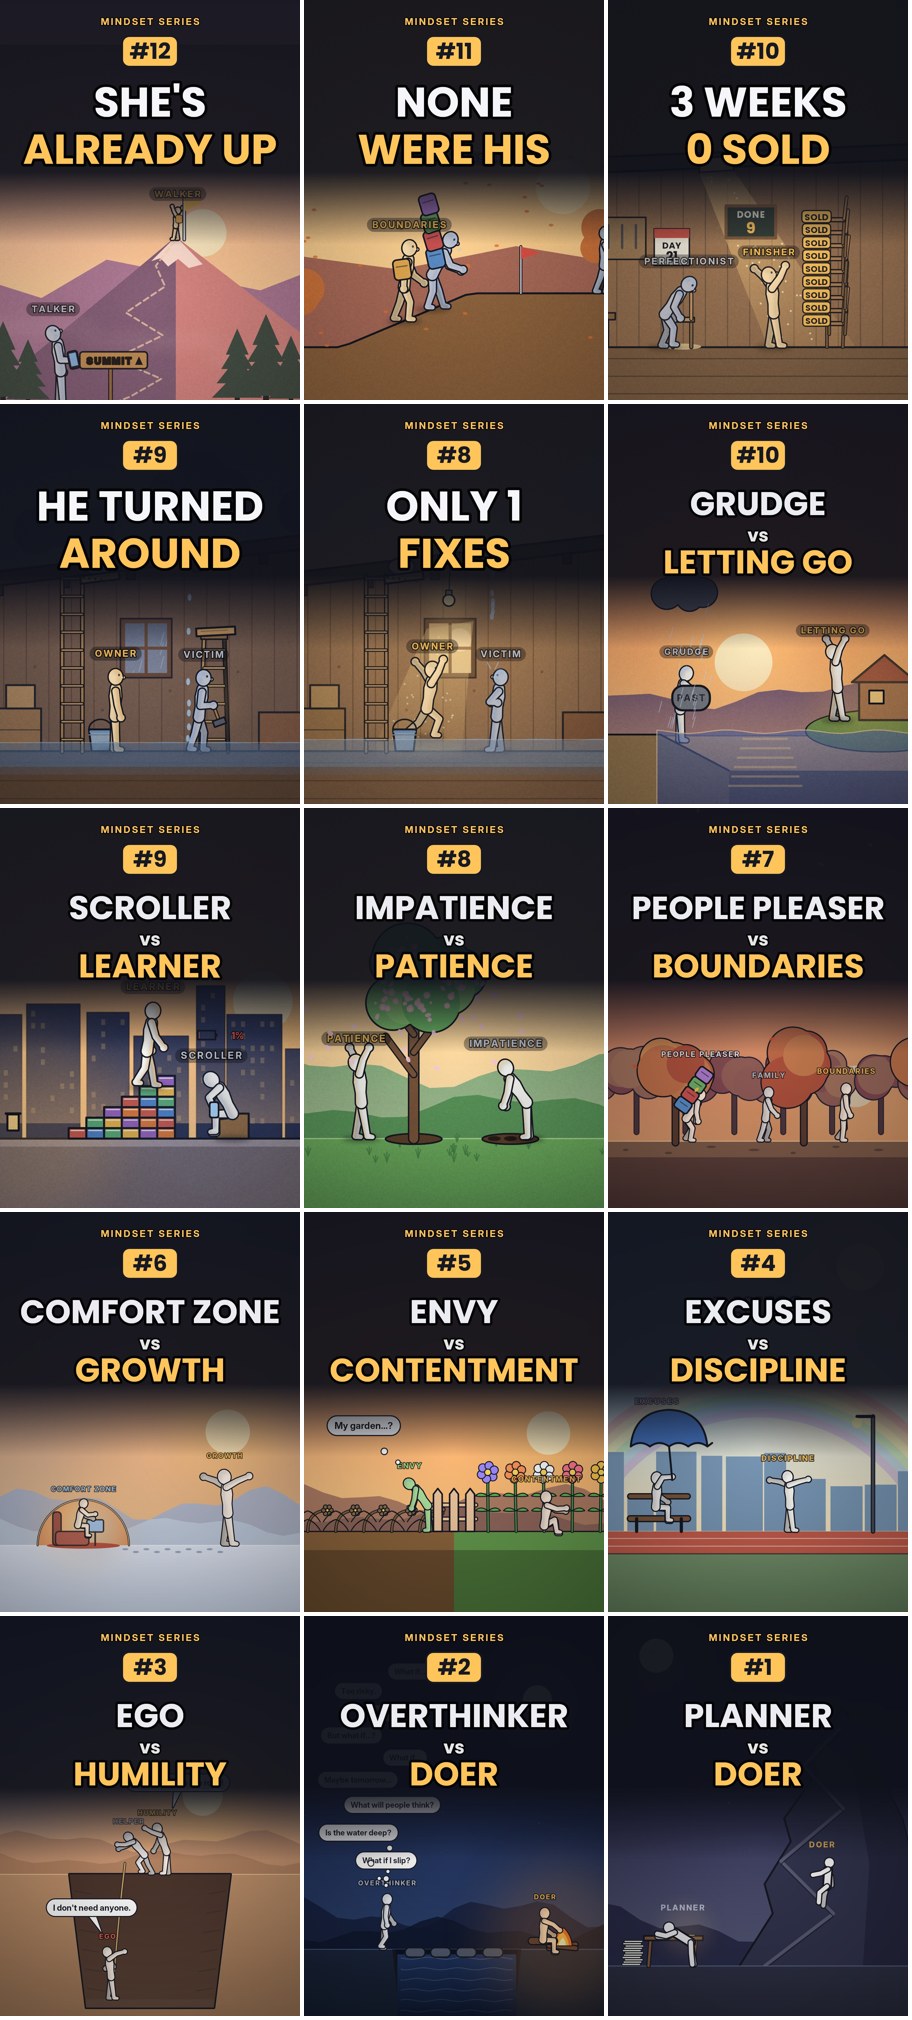 MINDSET SERIES
#12
SHE'S
ALREADY UP
WALKER
TALKER
SUMMIT ▲
MINDSET SERIES
#11
NONE
WERE HIS
BOUNDARIES
MINDSET SERIES
#10
3 WEEKS
0 SOLD
DONE
9
DAY
PERFECTIONIST
FINISHER
SOLD
SOLD
SOLD
SOLD
SOLD
SOLD
SOLD
SOLD
SOLD
MINDSET SERIES
#9
HE TURNED
AROUND
OWNER
VICTIM
MINDSET SERIES
#8
ONLY 1
FIXES
OWNER
VICTIM
MINDSET SERIES
#10
GRUDGE
VS
LETTING GO
LETTING GO
GRUDGE
PAST
MINDSET SERIES
#9
SCROLLER
VS
LEARNER
LEARNER
1%
SCROLLER
MINDSET SERIES
#8
IMPATIENCE
VS
PATIENCE
PATIENCE
IMPATIENCE
MINDSET SERIES
#7
PEOPLE PLEASER
VS
BOUNDARIES
PEOPLE PLEASER
FAMILY
BOUNDARIES
MINDSET SERIES
#6
COMFORT ZONE
VS
GROWTH
GROWTH
COMFORT ZONE
MINDSET SERIES
#5
ENVY
VS
CONTENTMENT
My garden...?
ENVY
CONTENTMENT
MINDSET SERIES
#4
EXCUSES
VS
DISCIPLINE
EXCUSES
DISCIPLINE
MINDSET SERIES
#3
EGO
VS
HUMILITY
HUMILITY
HELPER
I don't need anyone.
EGO
MINDSET SERIES
#2
OVERTHINKER
VS
DOER
What will people think?
Is the water deep?
What if I slip?
OVERTHINKER
DOER
MINDSET SERIES
#1
PLANNER
VS
DOER
DOER
PLANNER